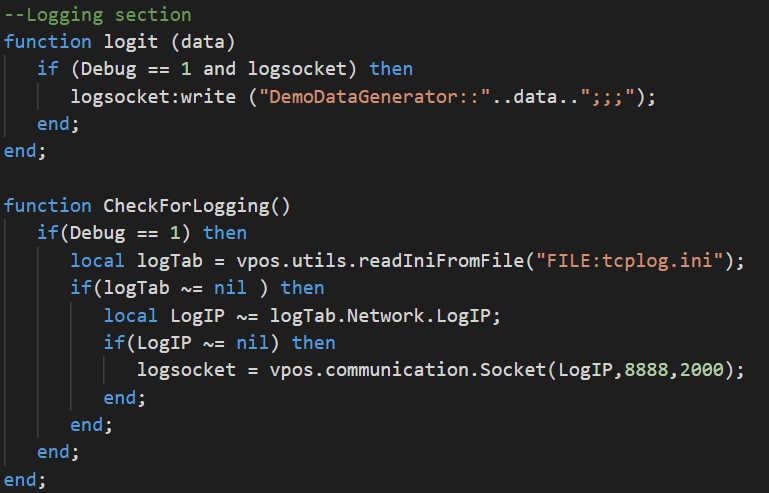 --Logging section
function logit (data)
if (Debug == 1 and logsocket) then
logsocket:write ("DemoDataGenerator::"..data..";;;");
end;
end;
function CheckForLogging()
if(Debug == 1) then
local logTab = vpos.utils.readIniFromFile("FILE:tcplog.ini");
if(logTab ~= nil ) then
local LogIP ~= logTab.Network.LogIP;
if(LogIP ~= nil) then
logsocket = vpos.communication.Socket(LogIP,8888,2000);
end;
end;
end;
end;